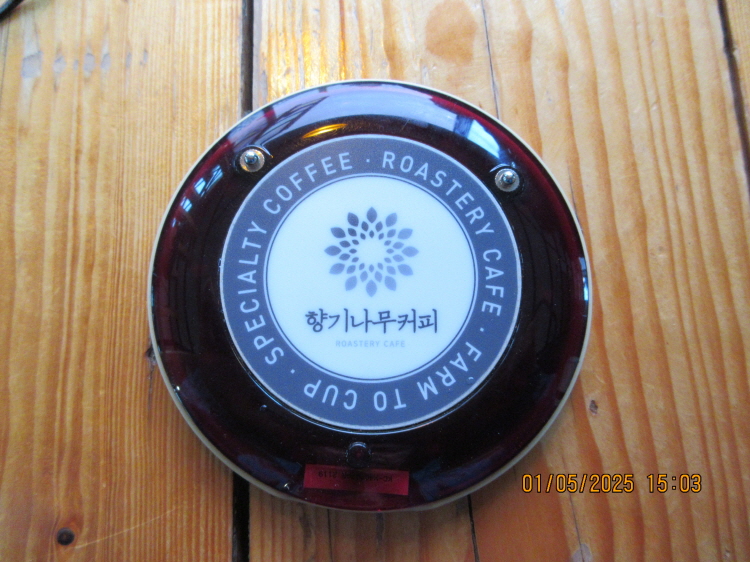 SPECIALTY COFFEE · ROASTERY CAFE · FARM TO CUP ·
향기나무커피
ROASTERY CAFE
01/05/2025 15:03